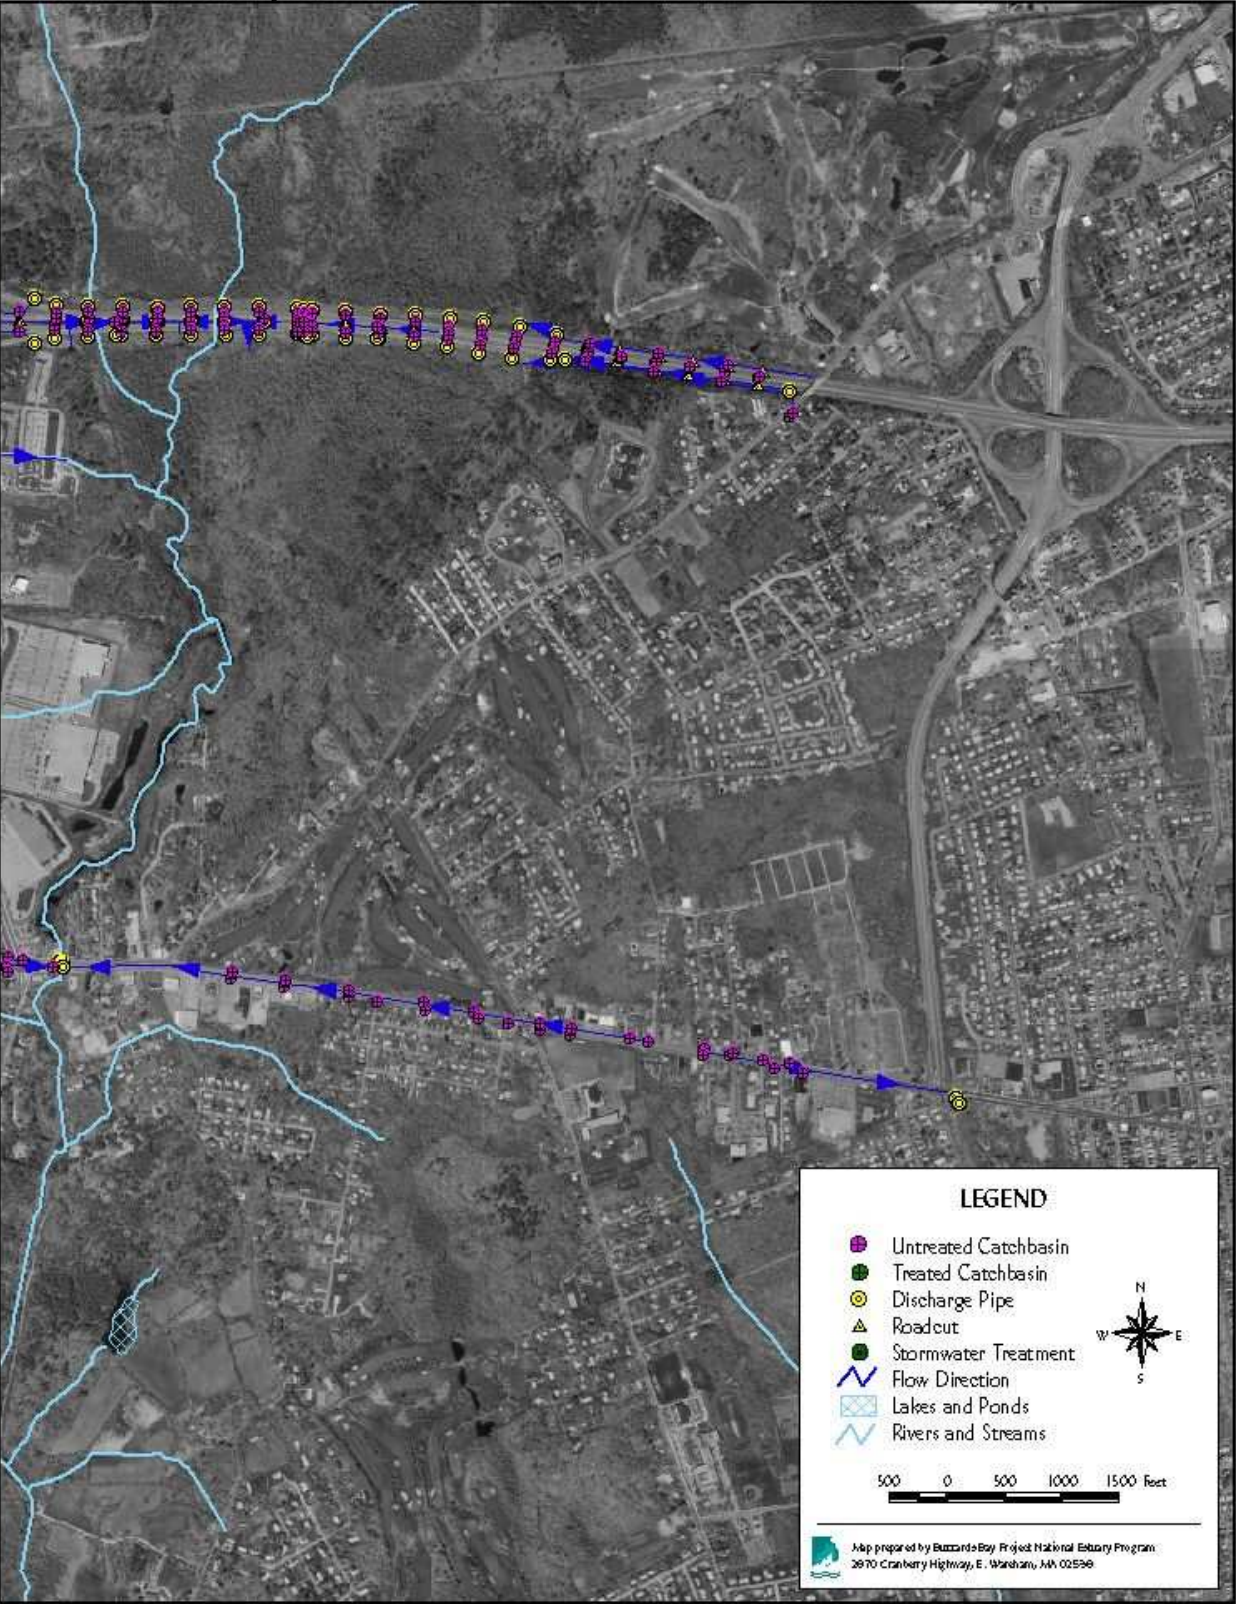 LEGEND
Untreated Catchbasin
Treated Catchbasin
Discharge Pipe
Roadcut
Stormwater Treatment
Flow Direction
Lakes and Ponds
Rivers and Streams
N
W E
S
500 0 500 1000 1500 Feet
Map prepared by Buzzards Bay Project National Estuary Program
2870 Cranberry Highway, E. Wareham, MA 02538